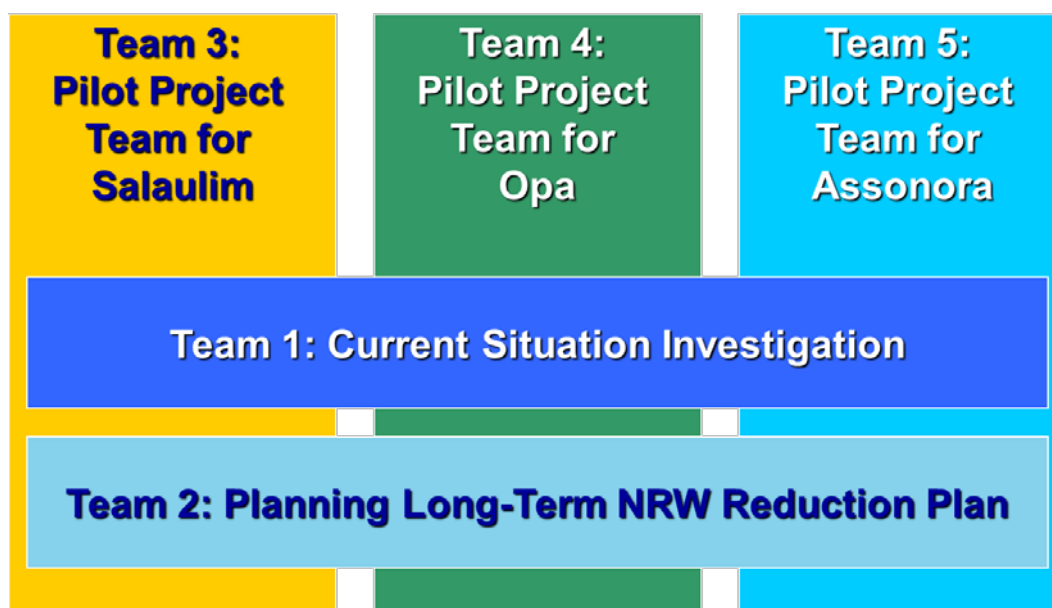 Team 3:
Pilot Project
Team for
Salaulim
Team 4:
Pilot Project
Team for
Opa
Team 5:
Pilot Project
Team for
Assonora
Team 1: Current Situation Investigation
Team 2: Planning Long-Term NRW Reduction Plan